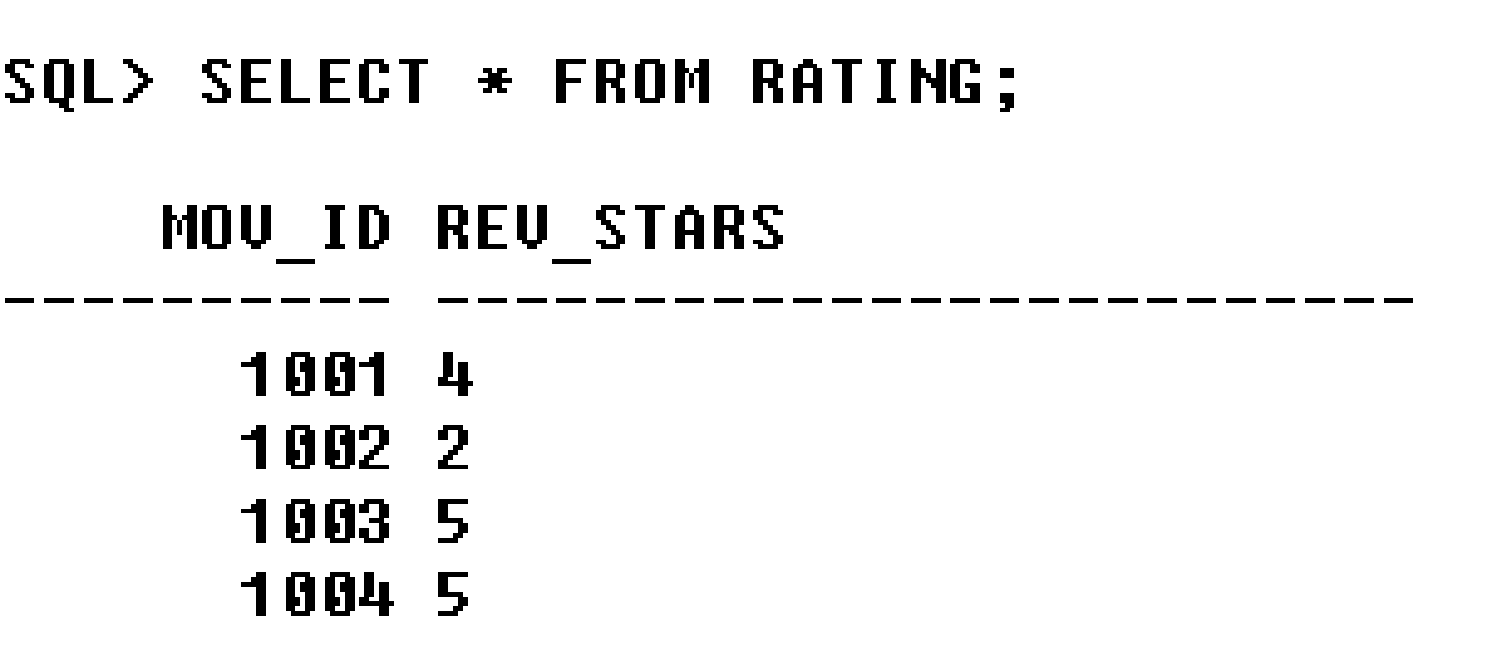 SQL> SELECT * FROM RATING;
MOV_ID REV_STARS
---------- -------------------------
1001 4
1002 2
1003 5
1004 5